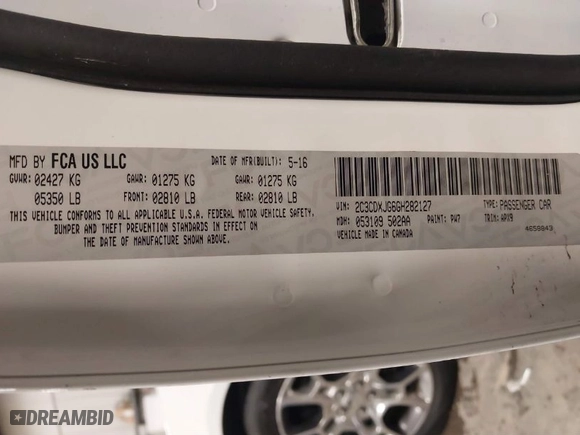 MFD BY FCA US LLC DATE OF MFR(BUILT): 5-16
GVWR: 02427 KG GAWR: 01275 KG GAWR: 01275 KG
05350 LB FRONT: 02810 LB REAR: 02810 LB
THIS VEHICLE CONFORMS TO ALL APPLICABLE U.S.A. FEDERAL MOTOR VEHICLE SAFETY,
BUMPER AND THEFT PREVENTION STANDARDS IN EFFECT ON
THE DATE OF MANUFACTURE SHOWN ABOVE.
VIN: 2C3CDXJG6GH282127 TYPE: PASSENGER CAR
MDH: 053109 502AA PAINT: PW7 TRIM: APX9
VEHICLE MADE IN CANADA 4658843
DREAMBID